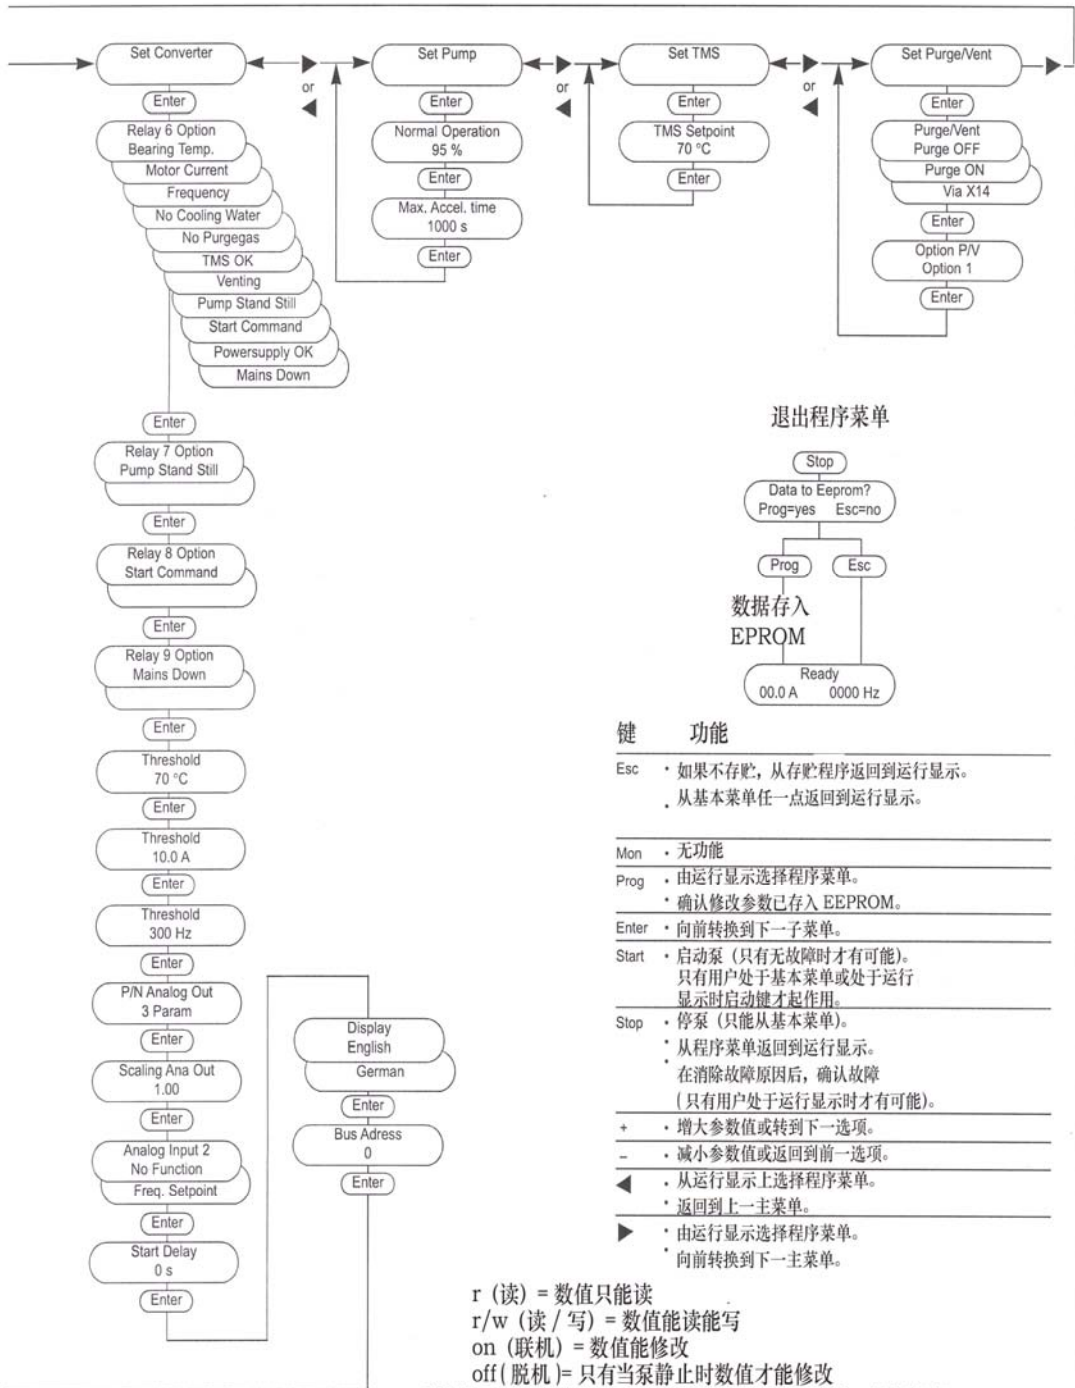 Set Converter
Enter
Relay 6 Option
Bearing Temp.
Motor Current
Frequency
No Cooling Water
No Purgegas
TMS OK
Venting
Pump Stand Still
Start Command
Powersupply OK
Mains Down
Enter
Relay 7 Option
Pump Stand Still
Enter
Relay 8 Option
Start Command
Enter
Relay 9 Option
Mains Down
Enter
Threshold
70 °C
Enter
Threshold
10.0 A
Enter
Threshold
300 Hz
Enter
P/N Analog Out
3 Param
Enter
Scaling Ana Out
1.00
Enter
Analog Input 2
No Function
Freq. Setpoint
Enter
Start Delay
0 s
Enter
Display
English
German
Enter
Bus Adress
0
Enter
or
Set Pump
Enter
Normal Operation
95 %
Enter
Max. Accel. time
1000 s
Enter
or
Set TMS
Enter
TMS Setpoint
70 °C
Enter
or
Set Purge/Vent
Enter
Purge/Vent
Purge OFF
Purge ON
Via X14
Enter
Option P/V
Option 1
Enter
退出程序菜单
Stop
Data to Eeprom?
Prog=yes Esc=no
Prog Esc
数据存入
EPROM
Ready
00.0 A 0000 Hz
键 功能
Esc · 如果不存贮，从存贮程序返回到运行显示。
· 从基本菜单任一点返回到运行显示。
Mon · 无功能
Prog · 由运行显示选择程序菜单。
· 确认修改参数已存入 EEPROM。
Enter · 向前转换到下一子菜单。
Start · 启动泵（只有无故障时才有可能）。
只有用户处于基本菜单或处于运行
显示时启动键才起作用。
Stop · 停泵（只能从基本菜单）。
· 从程序菜单返回到运行显示。
· 在消除故障原因后，确认故障
（只有用户处于运行显示时才有可能）。
+ · 增大参数值或转到下一选项。
− · 减小参数值或返回到前一选项。
◀ · 从运行显示上选择程序菜单。
· 返回到上一主菜单。
▶ · 由运行显示选择程序菜单。
· 向前转换到下一主菜单。
r（读）= 数值只能读
r/w（读 / 写）= 数值能读能写
on（联机）= 数值能修改
off（脱机）= 只有当泵静止时数值才能修改